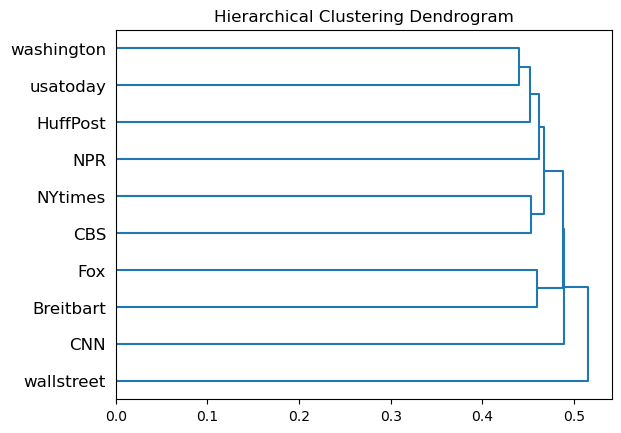 Hierarchical Clustering Dendrogram
washington
usatoday
HuffPost
NPR
NYtimes
CBS
Fox
Breitbart
CNN
wallstreet
0.0 0.1 0.2 0.3 0.4 0.5